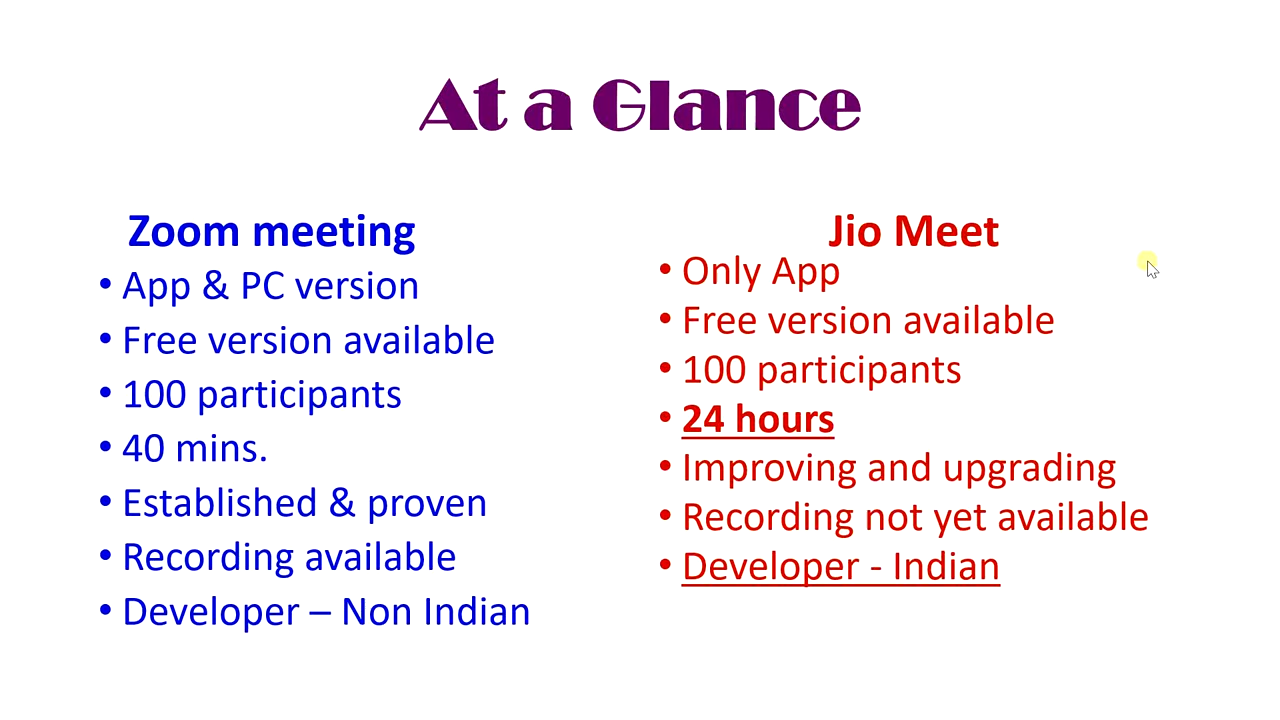 At a Glance
Zoom meeting
• App & PC version
• Free version available
• 100 participants
• 40 mins.
• Established & proven
• Recording available
• Developer – Non Indian
Jio Meet
• Only App
• Free version available
• 100 participants
• 24 hours
• Improving and upgrading
• Recording not yet available
• Developer - Indian